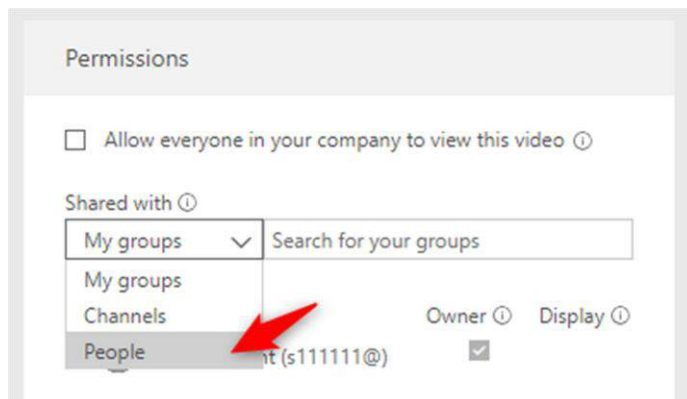 Permissions
Allow everyone in your company to view this video
Shared with
My groups Search for your groups
My groups
Channels
Owner Display
People
(s111111@)